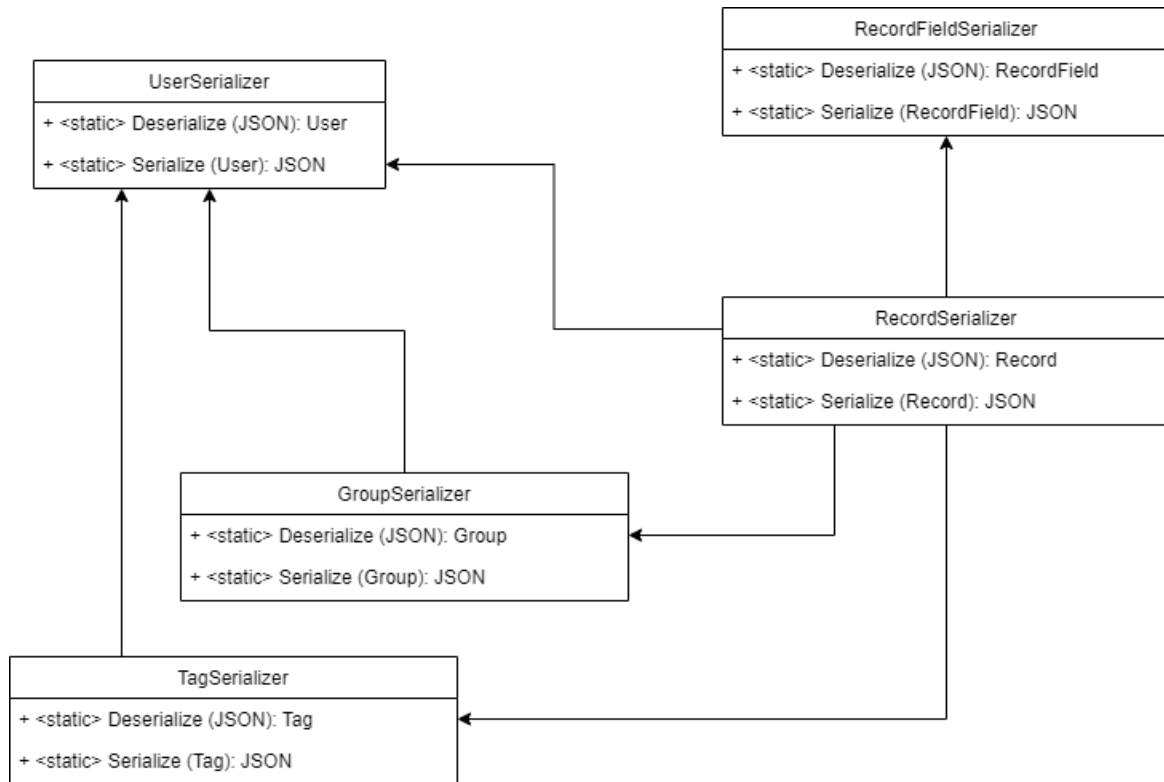 RecordFieldSerializer
+ <static> Deserialize (JSON): RecordField
+ <static> Serialize (RecordField): JSON
UserSerializer
+ <static> Deserialize (JSON): User
+ <static> Serialize (User): JSON
RecordSerializer
+ <static> Deserialize (JSON): Record
+ <static> Serialize (Record): JSON
GroupSerializer
+ <static> Deserialize (JSON): Group
+ <static> Serialize (Group): JSON
TagSerializer
+ <static> Deserialize (JSON): Tag
+ <static> Serialize (Tag): JSON